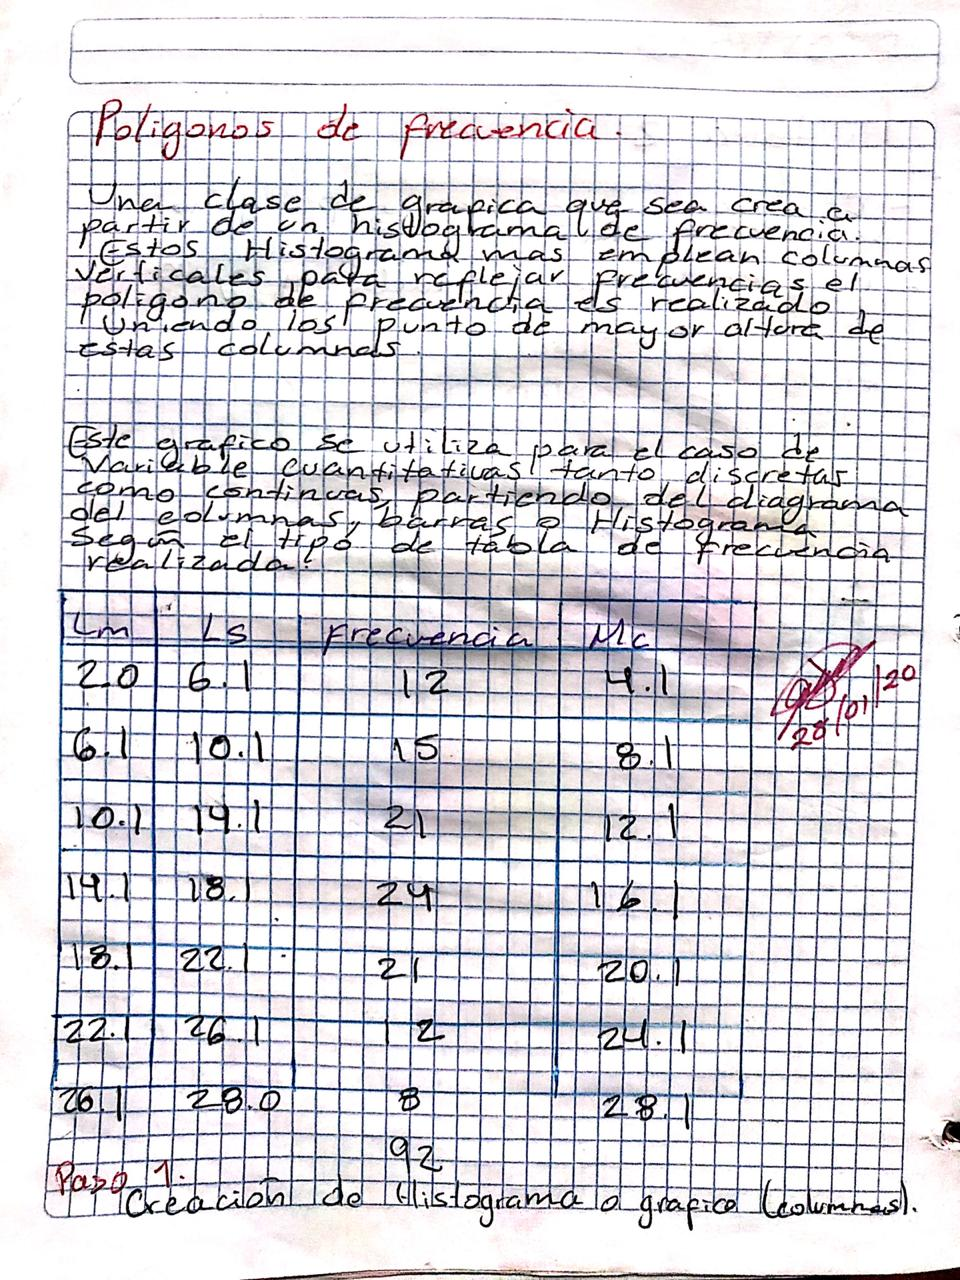 Poligonos de frecuencia.
Una clase de grafica que sea crea a
partir de un histograma de frecuencia.
Estos Histograma mas emplean columnas
verticales para reflejar frecuencias el
poligono de frecuencia es realizado
Uniendo los punto de mayor altura de
estas columnas.
Este grafico se utiliza para el caso de
Variable cuantitativas tanto discretas
como continuas, partiendo del diagrama
del columnas, barras o Histograma
Segun el tipo de tabla de frecuencia
realizada.
Lm Ls frecuencia Mc
2.0 6.1 12 4.1
6.1 10.1 15 8.1
10.1 14.1 21 12.1
14.1 18.1 24 16.1
18.1 22.1 21 20.1
22.1 26.1 12 24.1
26.1 28.0 8 28.1
92
28/01/20
Paso 1.
Creación de Histograma o grafico (columnas).